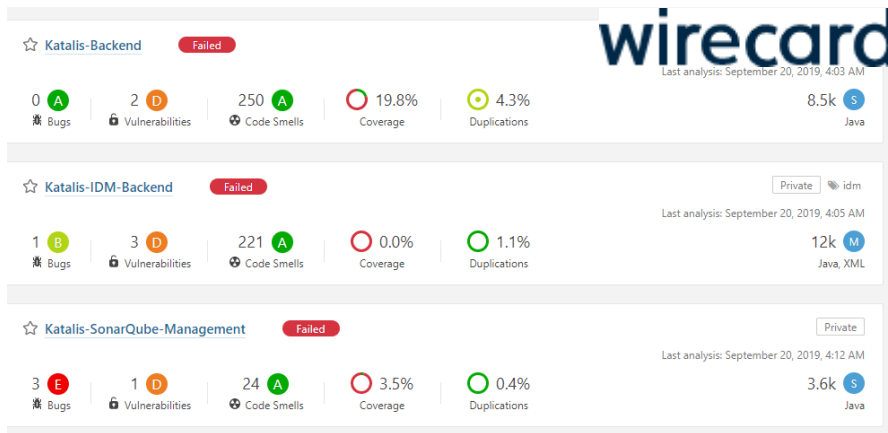 wirecard
Katalis-Backend Failed
Last analysis: September 20, 2019, 4:03 AM
0 A 2 D 250 A 19.8% 4.3% 8.5k S
Bugs Vulnerabilities Code Smells Coverage Duplications Java
Katalis-IDM-Backend Failed Private idm
Last analysis: September 20, 2019, 4:05 AM
1 B 3 D 221 A 0.0% 1.1% 12k M
Bugs Vulnerabilities Code Smells Coverage Duplications Java, XML
Katalis-SonarQube-Management Failed Private
Last analysis: September 20, 2019, 4:12 AM
3 E 1 D 24 A 3.5% 0.4% 3.6k S
Bugs Vulnerabilities Code Smells Coverage Duplications Java